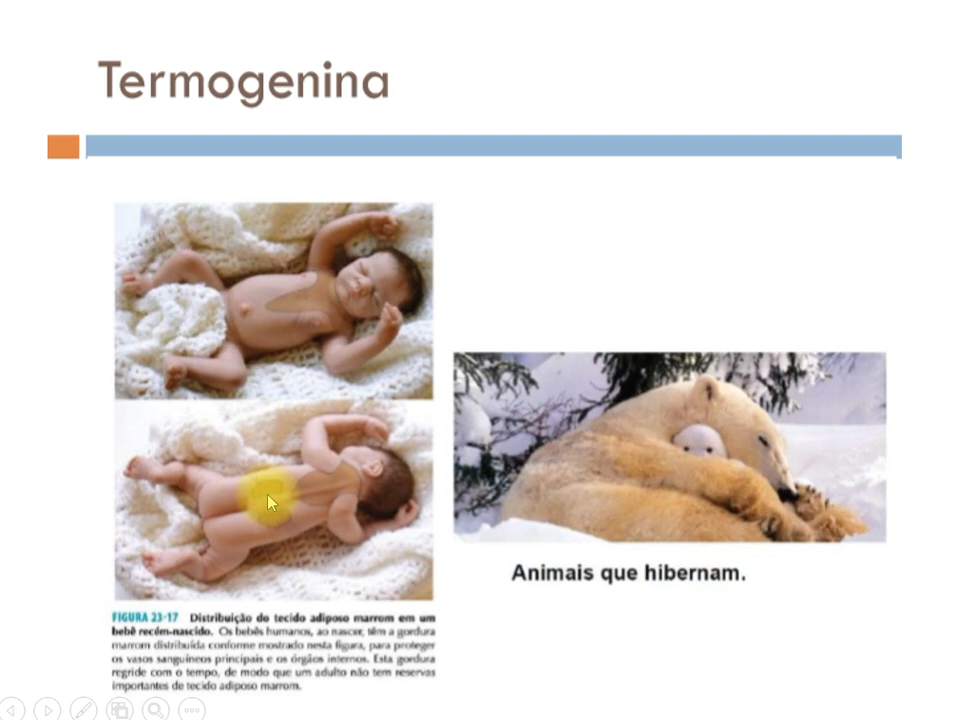 Termogenina
FIGURA 23-17 Distribuição do tecido adiposo marrom em um
bebê recém-nascido. Os bebês humanos, ao nascer, têm a gordura
marrom distribuída conforme mostrado nesta figura, para proteger
os vasos sanguíneos principais e os órgãos internos. Esta gordura
regride com o tempo, de modo que um adulto não tem reservas
importantes de tecido adiposo marrom.
Animais que hibernam.